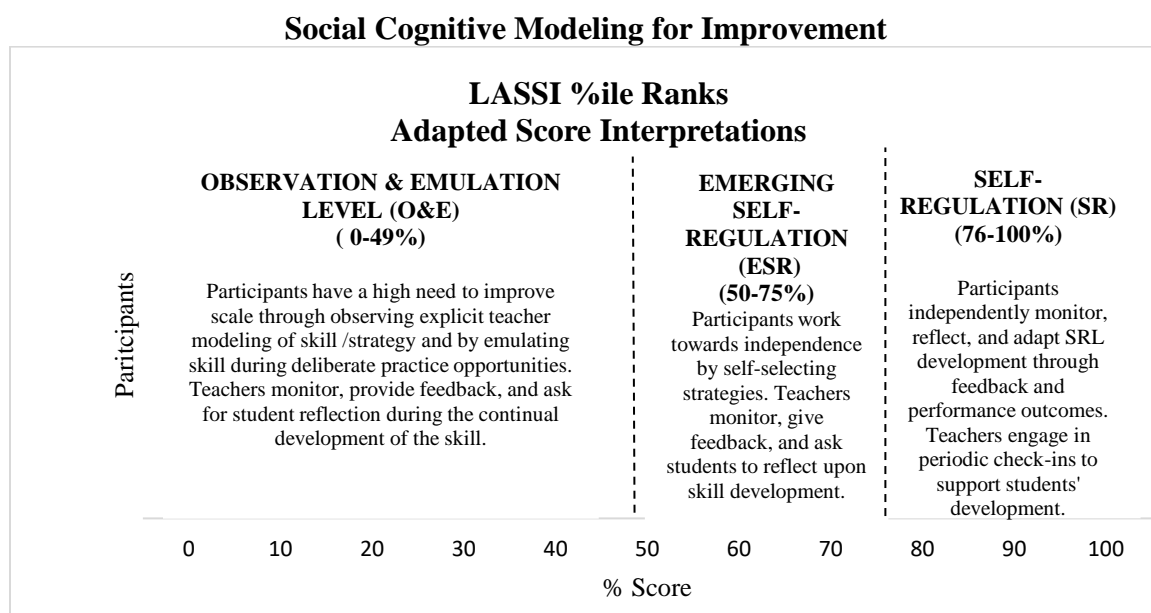 Social Cognitive Modeling for Improvement
LASSI %ile Ranks
Adapted Score Interpretations
OBSERVATION & EMULATION
LEVEL (O&E)
( 0-49%)
Participants have a high need to improve
scale through observing explicit teacher
modeling of skill /strategy and by emulating
skill during deliberate practice opportunities.
Teachers monitor, provide feedback, and ask
for student reflection during the continual
development of the skill.
EMERGING
SELF-
REGULATION
(ESR)
(50-75%)
Participants work
towards independence
by self-selecting
strategies. Teachers
monitor, give
feedback, and ask
students to reflect upon
skill development.
SELF-
REGULATION (SR)
(76-100%)
Participants
independently monitor,
reflect, and adapt SRL
development through
feedback and
performance outcomes.
Teachers engage in
periodic check-ins to
support students'
development.
Paritcipants
0 10 20 30 40 50 60 70 80 90 100
% Score